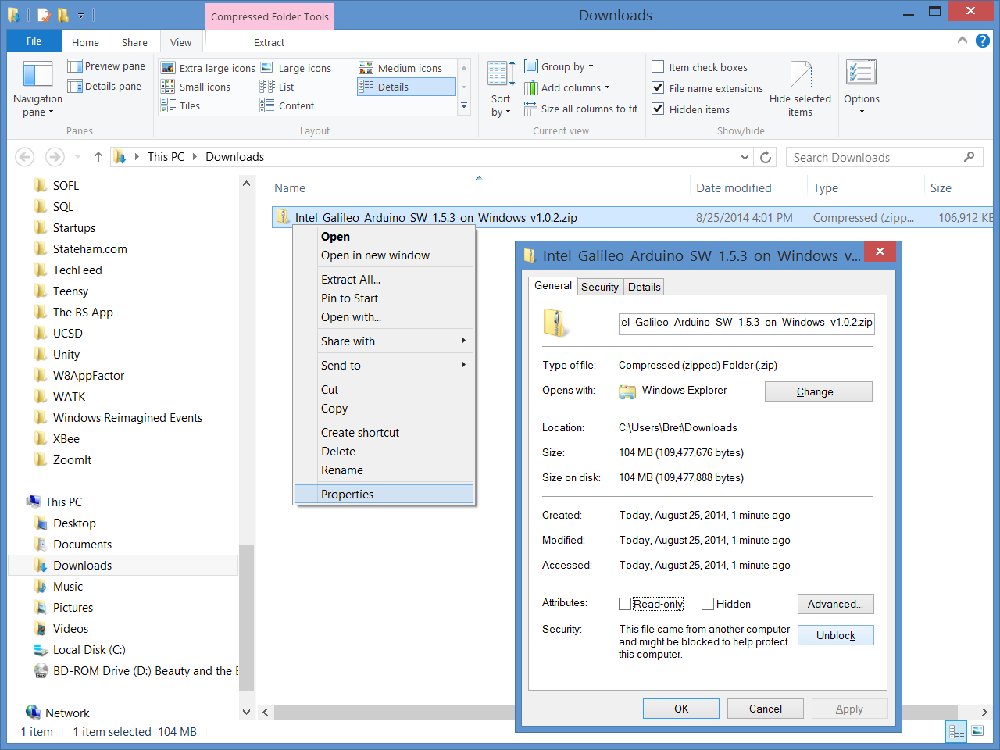 Compressed Folder Tools
Downloads
File
Home
Share
View
Extract
Navigation
pane
Preview pane
Details pane
Panes
Extra large icons
Large icons
Medium icons
Small icons
List
Details
Tiles
Content
Layout
Sort
by
Group by
Add columns
Size all columns to fit
Current view
Item check boxes
File name extensions
Hidden items
Hide selected
items
Show/hide
Options
This PC
Downloads
Search Downloads
SOFL
SQL
Startups
Stateham.com
TechFeed
Teensy
The BS App
UCSD
Unity
W8AppFactor
WATK
Windows Reimagined Events
XBee
ZoomIt
This PC
Desktop
Documents
Downloads
Music
Pictures
Videos
Local Disk (C:)
BD-ROM Drive (D:) Beauty and the
Network
Name
Date modified
Type
Size
Intel_Galileo_Arduino_SW_1.5.3_on_Windows_v1.0.2.zip
8/25/2014 4:01 PM
Compressed (zipp...
106,912 KB
Open
Open in new window
Extract All...
Pin to Start
Open with...
Share with
Send to
Cut
Copy
Create shortcut
Delete
Rename
Properties
Intel_Galileo_Arduino_SW_1.5.3_on_Windows_v...
General
Security
Details
el_Galileo_Arduino_SW_1.5.3_on_Windows_v1.0.2.zip
Type of file: Compressed (zipped) Folder (.zip)
Opens with: Windows Explorer
Change...
Location: C:\Users\Bret\Downloads
Size: 104 MB (109,477,676 bytes)
Size on disk: 104 MB (109,477,888 bytes)
Created: Today, August 25, 2014, 1 minute ago
Modified: Today, August 25, 2014, 1 minute ago
Accessed: Today, August 25, 2014, 1 minute ago
Attributes: Read-only Hidden
Advanced...
Security: This file came from another computer
and might be blocked to help protect
this computer.
Unblock
OK
Cancel
Apply
1 item
1 item selected 104 MB